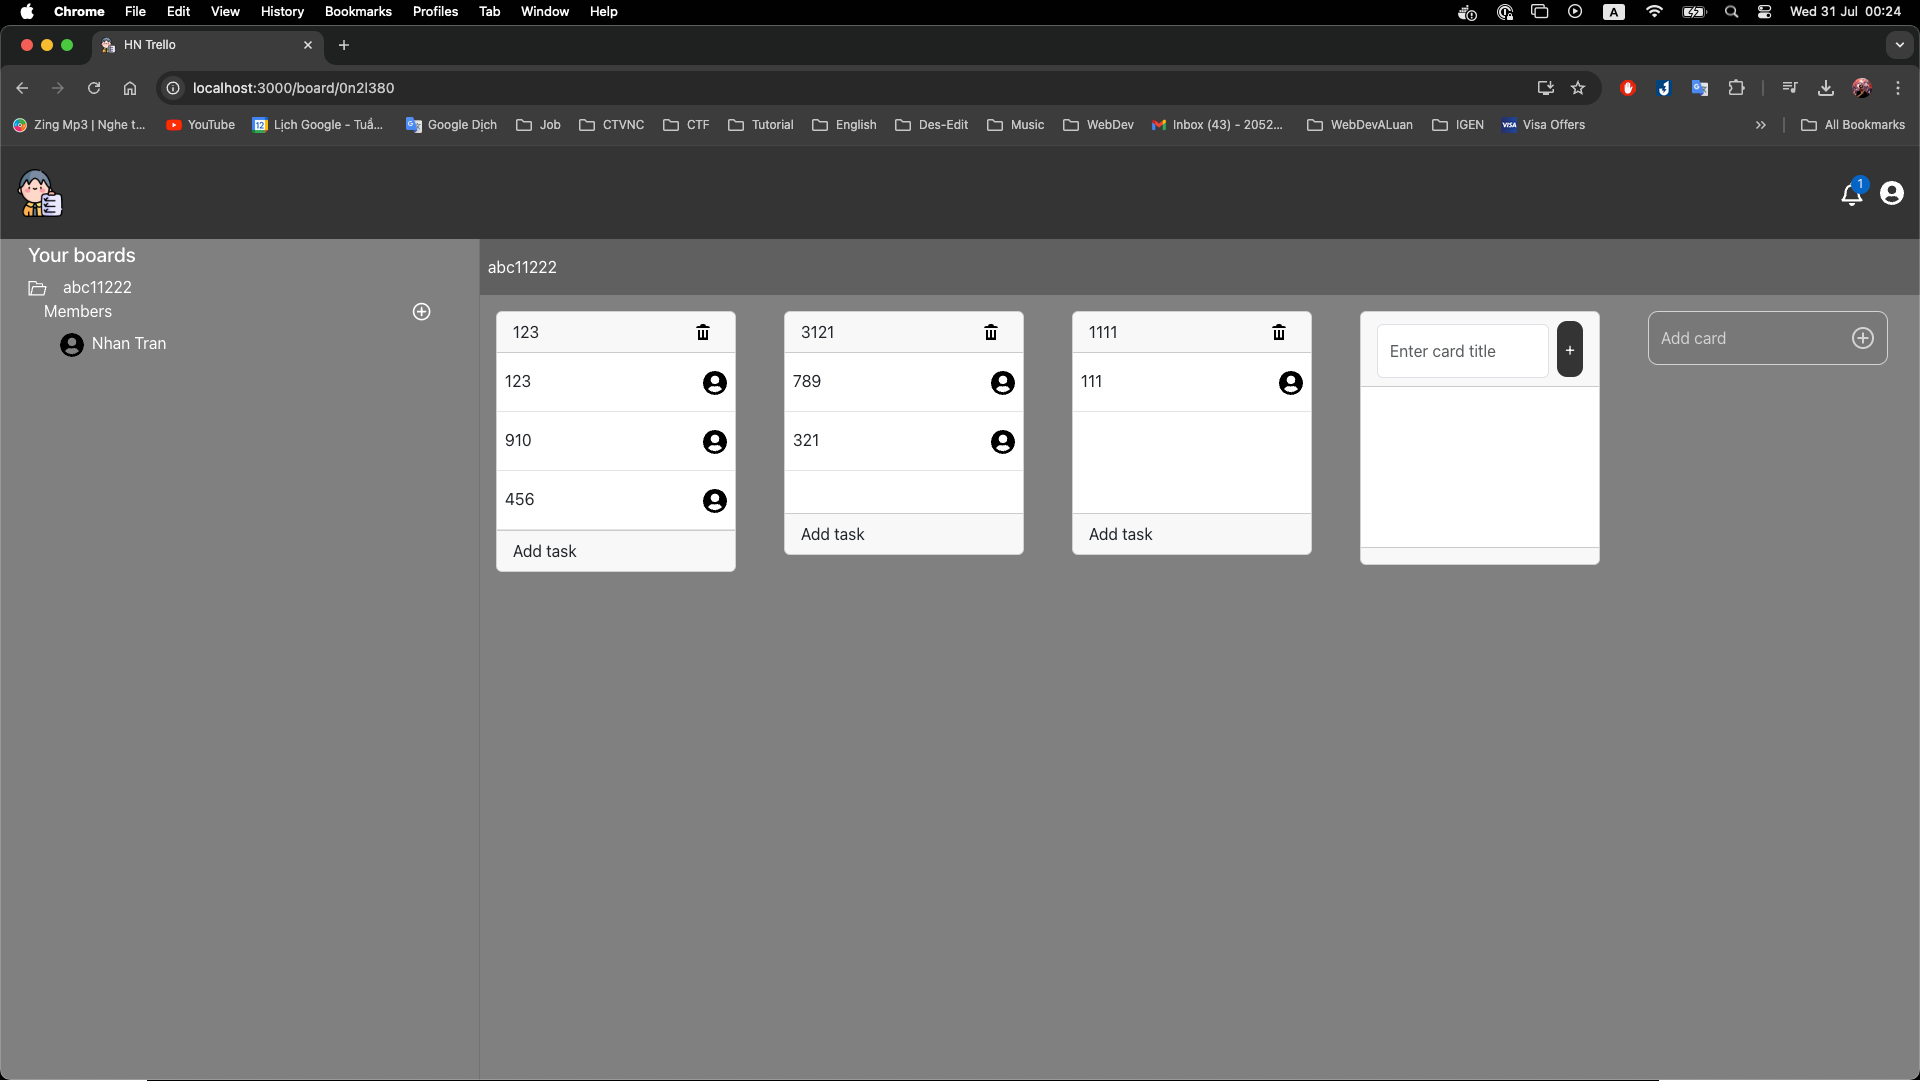 Chrome File Edit View History Bookmarks Profiles Tab Window Help A Wed 31 Jul 00:24
HN Trello
localhost:3000/board/0n2l380
Zing Mp3 | Nghe t... YouTube 12 Lịch Google - Tuầ... Google Dịch Job CTVNC CTF Tutorial English Des-Edit Music WebDev Inbox (43) - 2052... WebDevALuan IGEN VISA Visa Offers All Bookmarks
1
Your boards
abc11222
Members
Nhan Tran
abc11222
123
123
910
456
Add task
3121
789
321
Add task
1111
111
Add task
Enter card title +
Add card